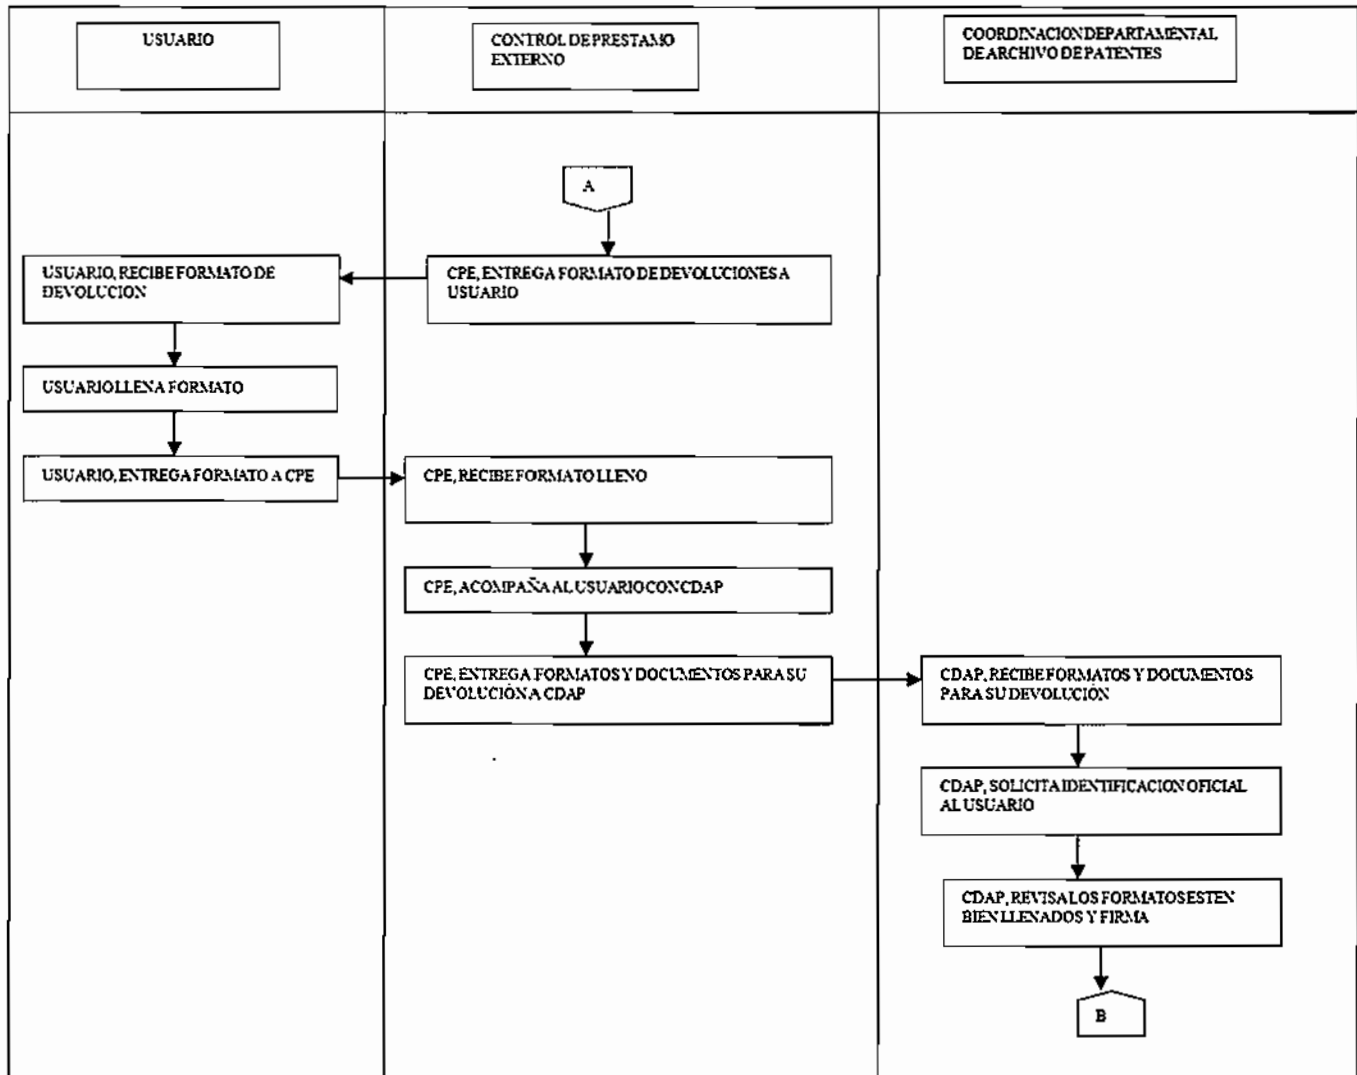 USUARIO
CONTROL DE PRESTAMO
EXTERNO
COORDINACION DEPARTAMENTAL
DE ARCHIVO DE PATENTES
A
CPE, ENTREGA FORMATO DE DEVOLUCIONES A
USUARIO
USUARIO, RECIBE FORMATO DE
DEVOLUCION
USUARIO LLENA FORMATO
USUARIO, ENTREGA FORMATO A CPE
CPE, RECIBE FORMATO LLENO
CPE, ACOMPAÑA AL USUARIO CON CDAP
CPE, ENTREGA FORMATOS Y DOCUMENTOS PARA SU
DEVOLUCIÓN A CDAP
CDAP, RECIBE FORMATOS Y DOCUMENTOS
PARA SU DEVOLUCIÓN
CDAP, SOLICITA IDENTIFICACION OFICIAL
AL USUARIO
CDAP, REVISA LOS FORMATOS ESTEN
BIEN LLENADOS Y FIRMA
B